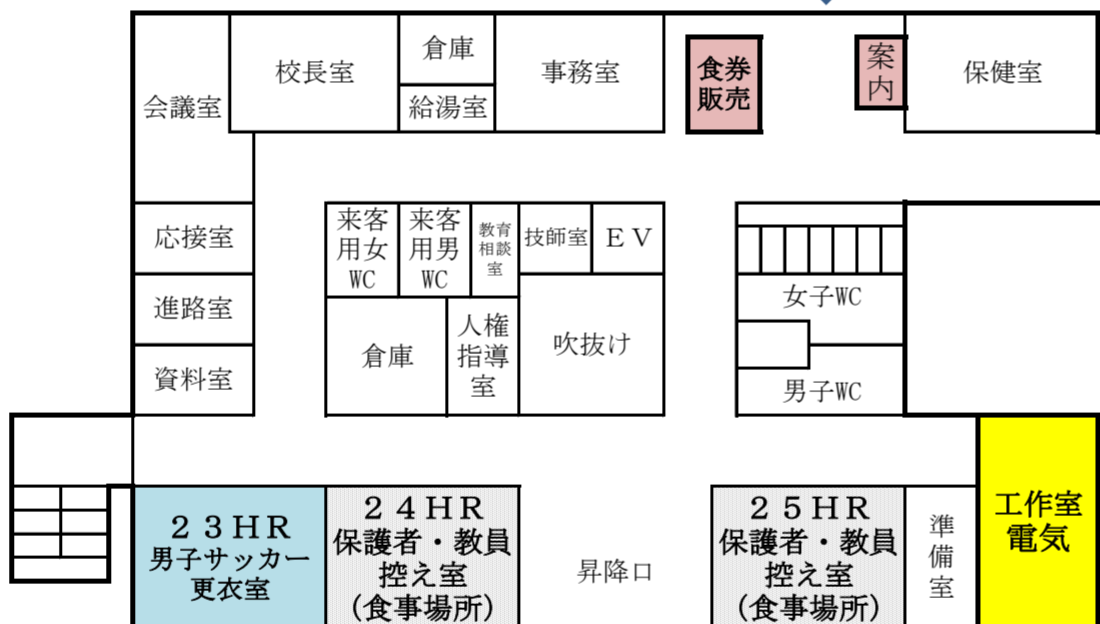 会議室
校長室
倉庫
給湯室
事務室
食券
販売
案
内
保健室
応接室
進路室
資料室
来客
用女
WC
来客
用男
WC
教育
相談
室
技師室
ＥＶ
倉庫
人権
指導
室
吹抜け
女子WC
男子WC
２３ＨＲ
男子サッカー
更衣室
２４ＨＲ
保護者・教員
控え室
（食事場所）
昇降口
２５ＨＲ
保護者・教員
控え室
（食事場所）
準
備
室
工作室
電気